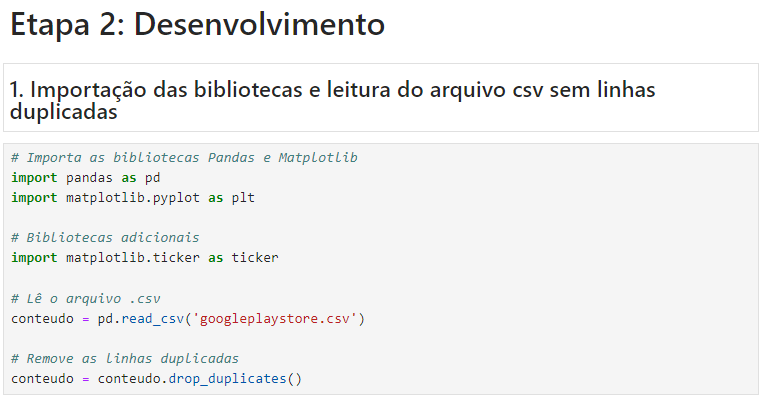 Etapa 2: Desenvolvimento
1. Importação das bibliotecas e leitura do arquivo csv sem linhas
duplicadas
# Importa as bibliotecas Pandas e Matplotlib
import pandas as pd
import matplotlib.pyplot as plt
# Bibliotecas adicionais
import matplotlib.ticker as ticker
# Lê o arquivo .csv
conteudo = pd.read_csv('googleplaystore.csv')
# Remove as linhas duplicadas
conteudo = conteudo.drop_duplicates()